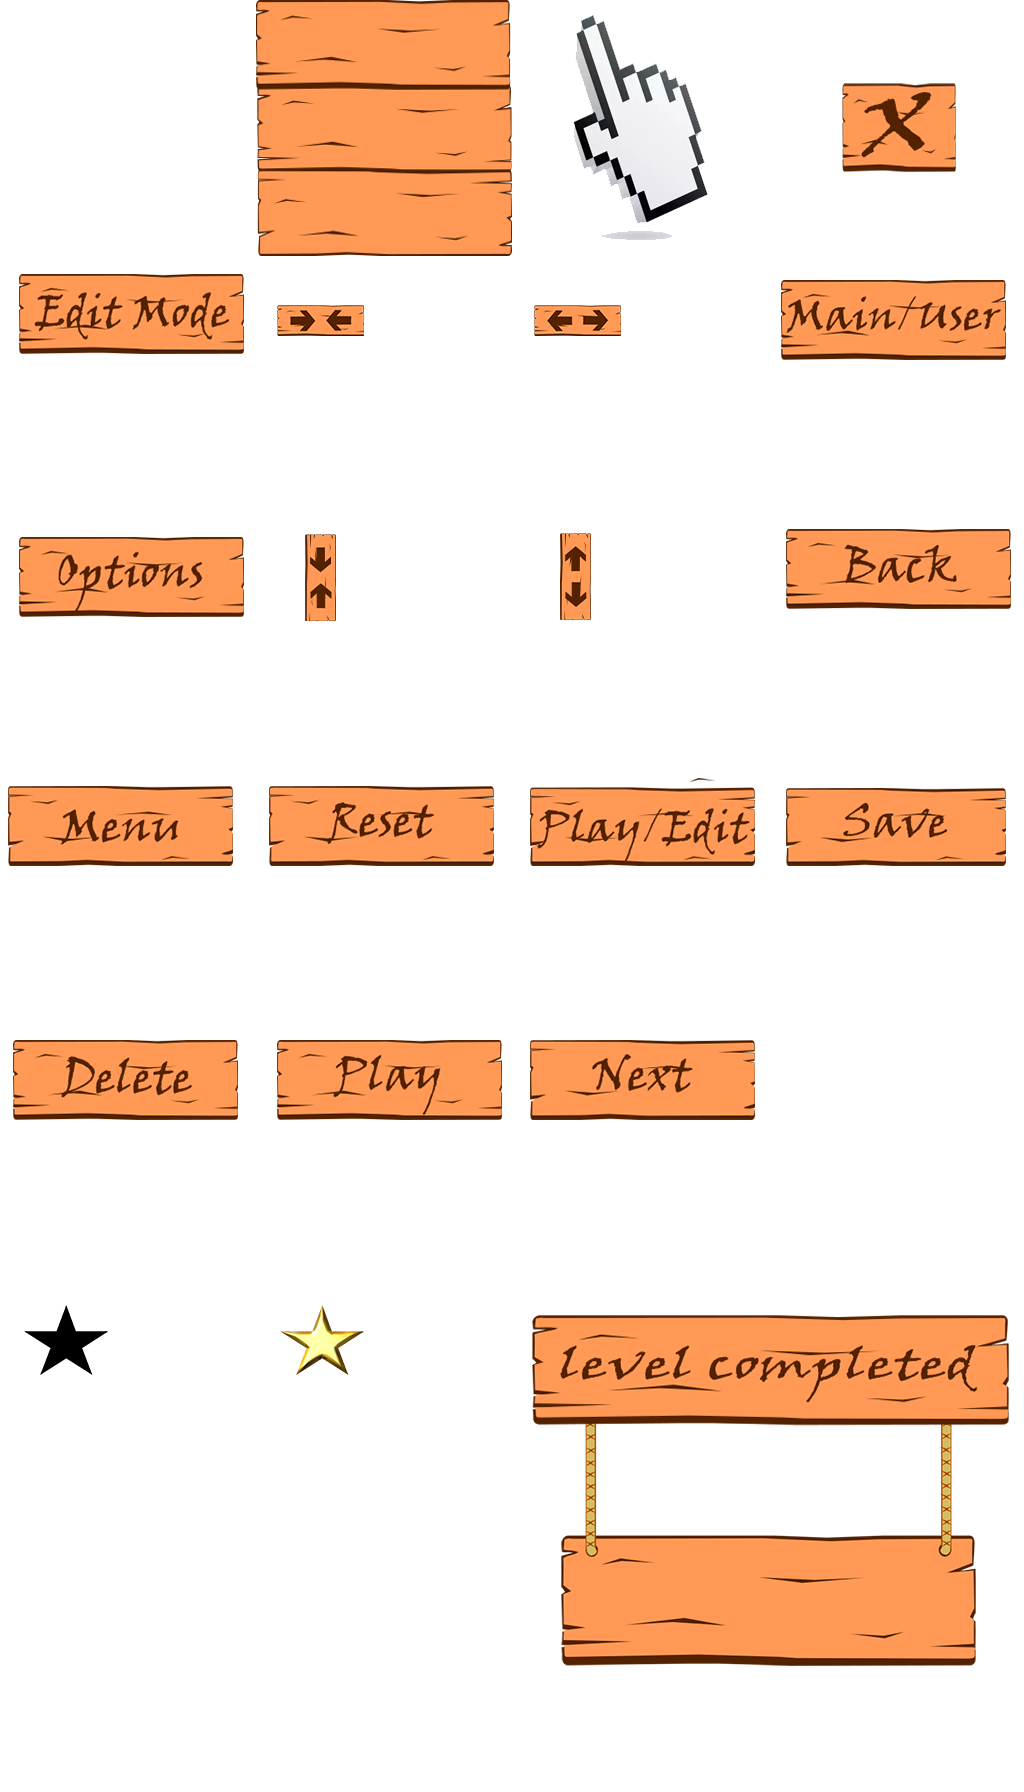 X
Edit Mode
Main/User
Options
Back
Menu
Reset
Play/Edit
Save
Delete
Play
Next
level completed